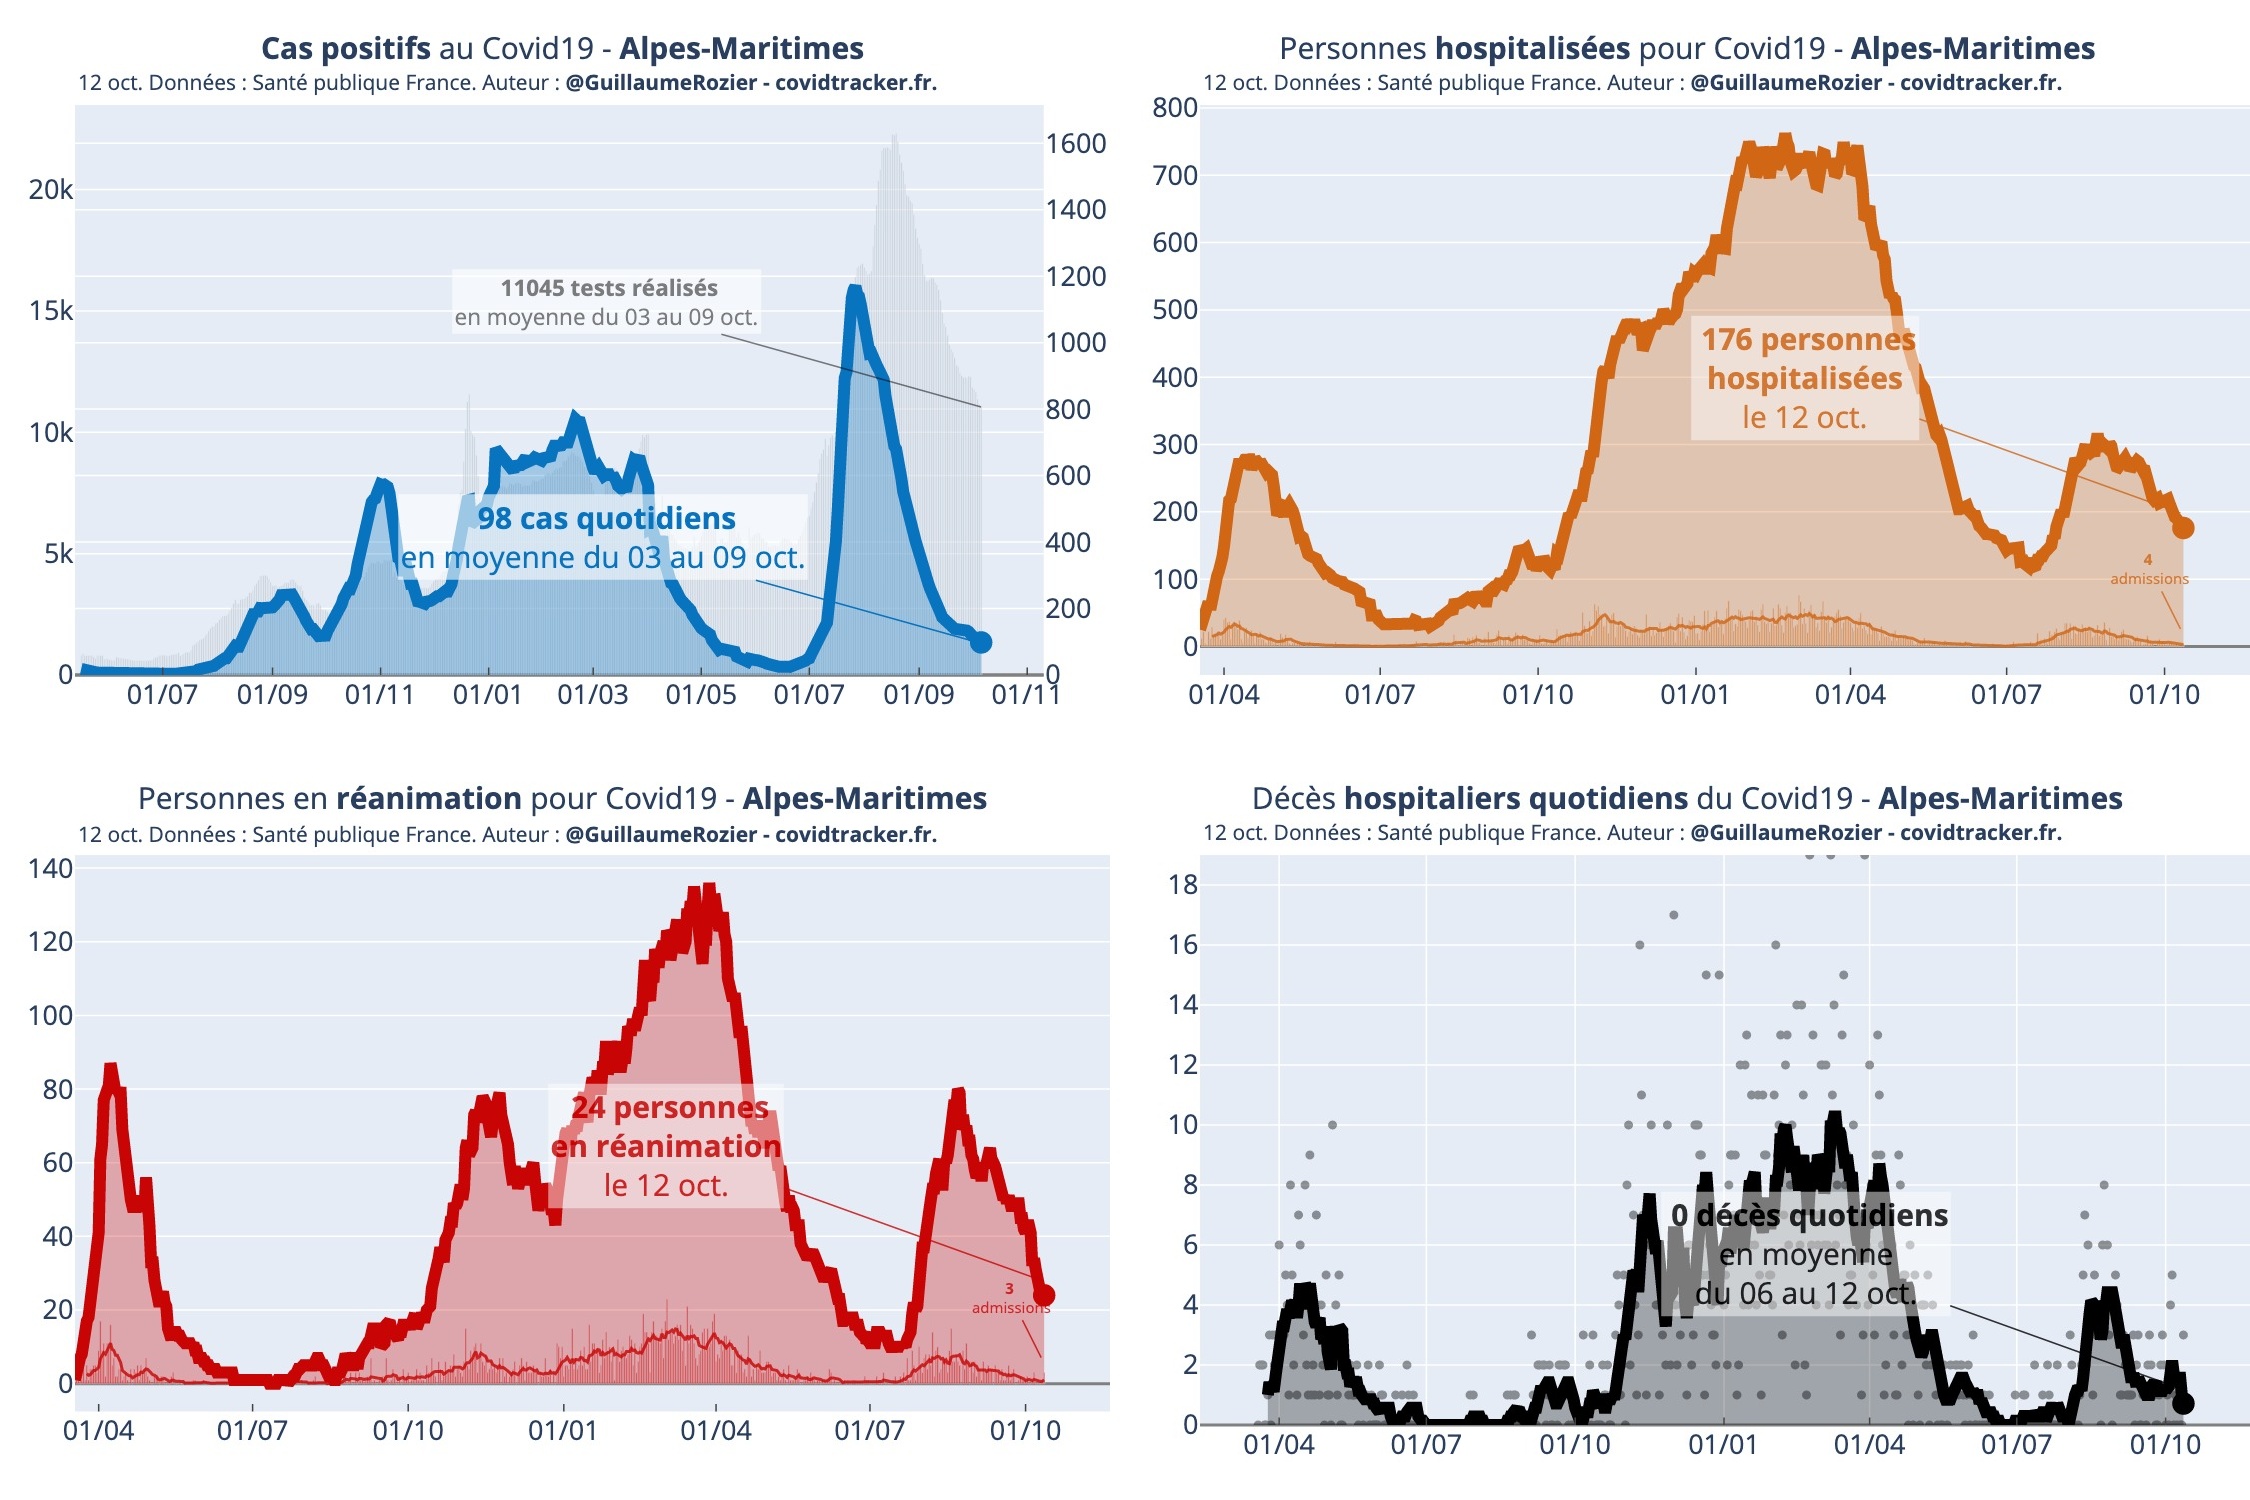 Cas positifs au Covid19 - Alpes-Maritimes
12 oct. Données : Santé publique France. Auteur : @GuillaumeRozier - covidtracker.fr.
20k
15k
10k
5k
0
1600
1400
1200
1000
800
600
400
200
0
11045 tests réalisés
en moyenne du 03 au 09 oct.
98 cas quotidiens
en moyenne du 03 au 09 oct.
01/07 01/09 01/11 01/01 01/03 01/05 01/07 01/09 01/11
Personnes hospitalisées pour Covid19 - Alpes-Maritimes
12 oct. Données : Santé publique France. Auteur : @GuillaumeRozier - covidtracker.fr.
800
700
600
500
400
300
200
100
0
176 personnes
hospitalisées
le 12 oct.
4
admissions
01/04 01/07 01/10 01/01 01/04 01/07 01/10
Personnes en réanimation pour Covid19 - Alpes-Maritimes
12 oct. Données : Santé publique France. Auteur : @GuillaumeRozier - covidtracker.fr.
140
120
100
80
60
40
20
0
24 personnes
en réanimation
le 12 oct.
3
admissions
01/04 01/07 01/10 01/01 01/04 01/07 01/10
Décès hospitaliers quotidiens du Covid19 - Alpes-Maritimes
12 oct. Données : Santé publique France. Auteur : @GuillaumeRozier - covidtracker.fr.
18
16
14
12
10
8
6
4
2
0
0 décès quotidiens
en moyenne
du 06 au 12 oct.
01/04 01/07 01/10 01/01 01/04 01/07 01/10